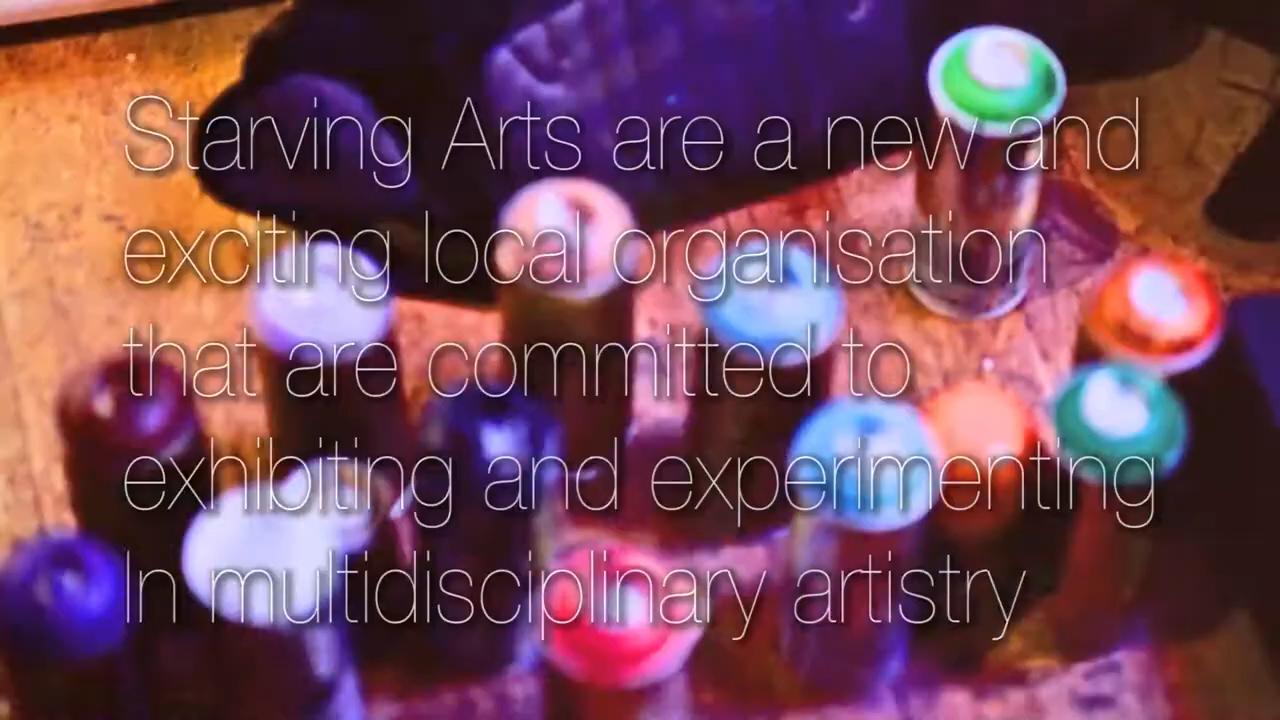 Starving Arts are a new and
exciting local organisation
that are committed to
exhibiting and experimenting
In multidisciplinary artistry